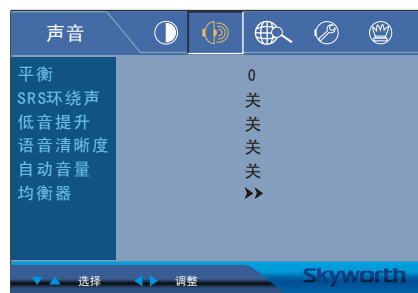 声音
平衡 0
SRS环绕声 关
低音提升 关
语音清晰度 关
自动音量 关
均衡器
选择 调整 Skyworth